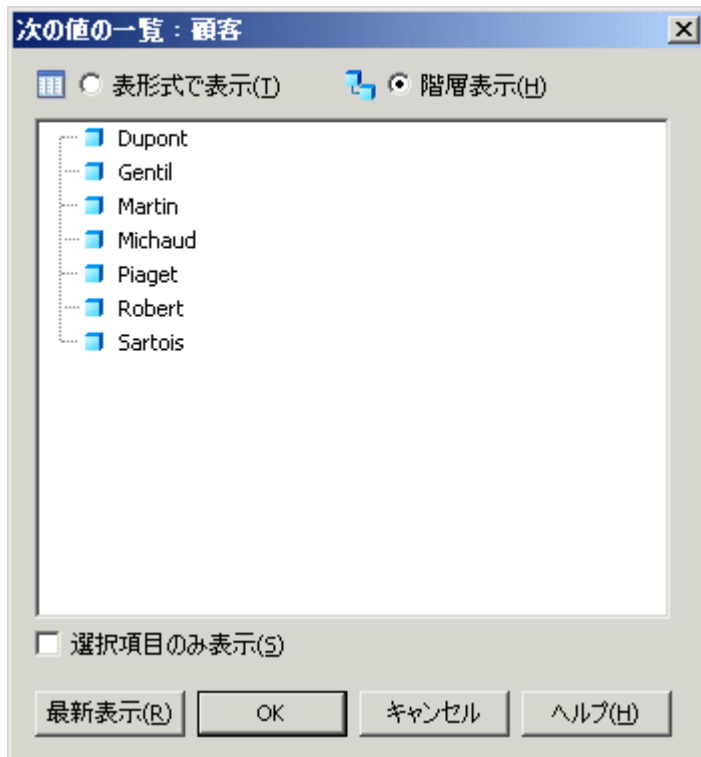 次の値の一覧：顧客
表形式で表示(T) 階層表示(H)
Dupont
Gentil
Martin
Michaud
Piaget
Robert
Sartois
選択項目のみ表示(S)
最新表示(R) OK キャンセル ヘルプ(H)